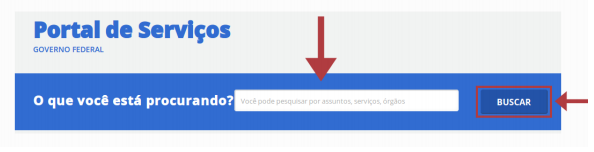 Portal de Serviços
GOVERNO FEDERAL
O que você está procurando? Você pode pesquisar por assuntos, serviços, órgãos BUSCAR